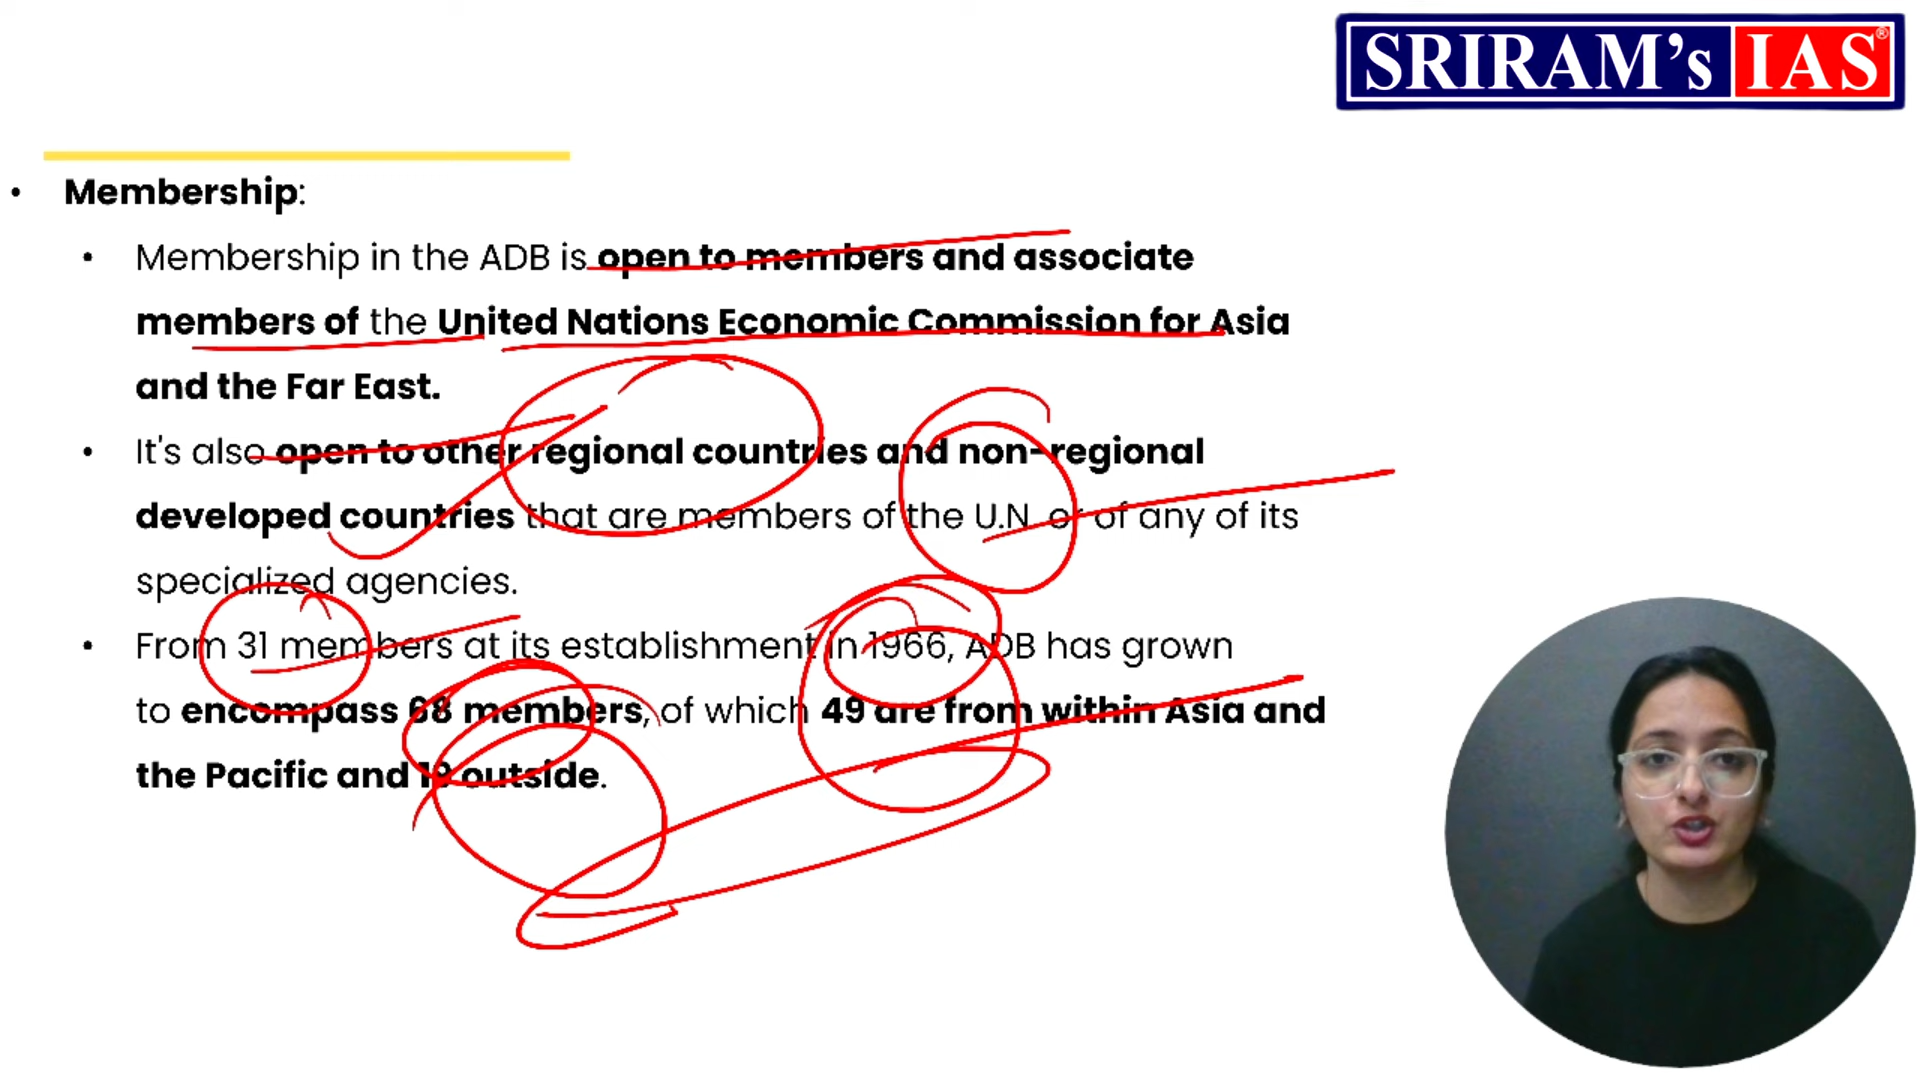 SRIRAM's IAS®
• Membership:
• Membership in the ADB is open to members and associate
members of the United Nations Economic Commission for Asia
and the Far East.
• It's also open to other regional countries and non-regional
developed countries that are members of the U.N. or of any of its
specialized agencies.
• From 31 members at its establishment in 1966, ADB has grown
to encompass 68 members, of which 49 are from within Asia and
the Pacific and 19 outside.